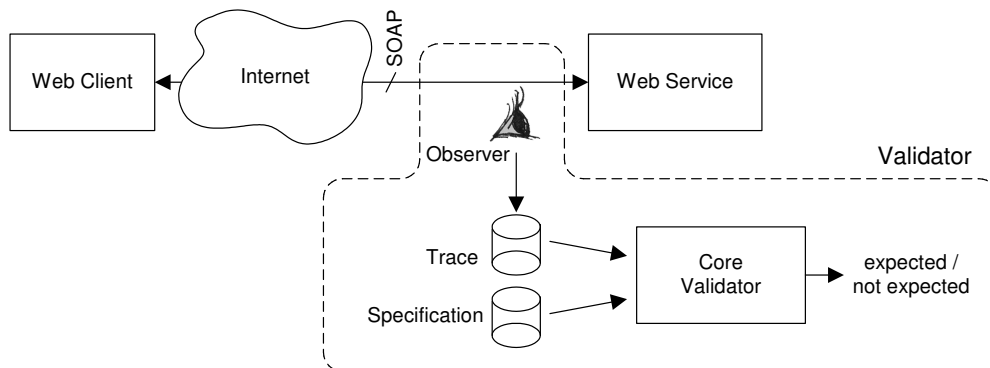 SOAP
Web Client
Internet
Web Service
Observer
Validator
Trace
Core
Validator
expected /
not expected
Specification